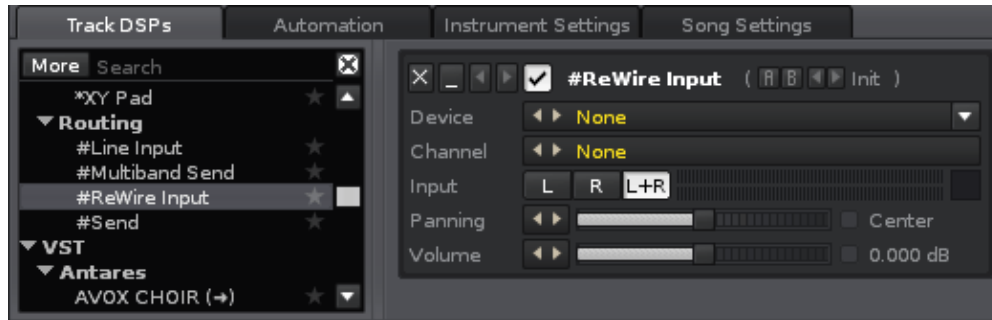 Track DSPs Automation Instrument Settings Song Settings
More Search
*XY Pad
Routing
#Line Input
#Multiband Send
#ReWire Input
#Send
VST
Antares
AVOX CHOIR (→)
#ReWire Input ( A B Init )
Device None
Channel None
Input L R L+R
Panning Center
Volume 0.000 dB